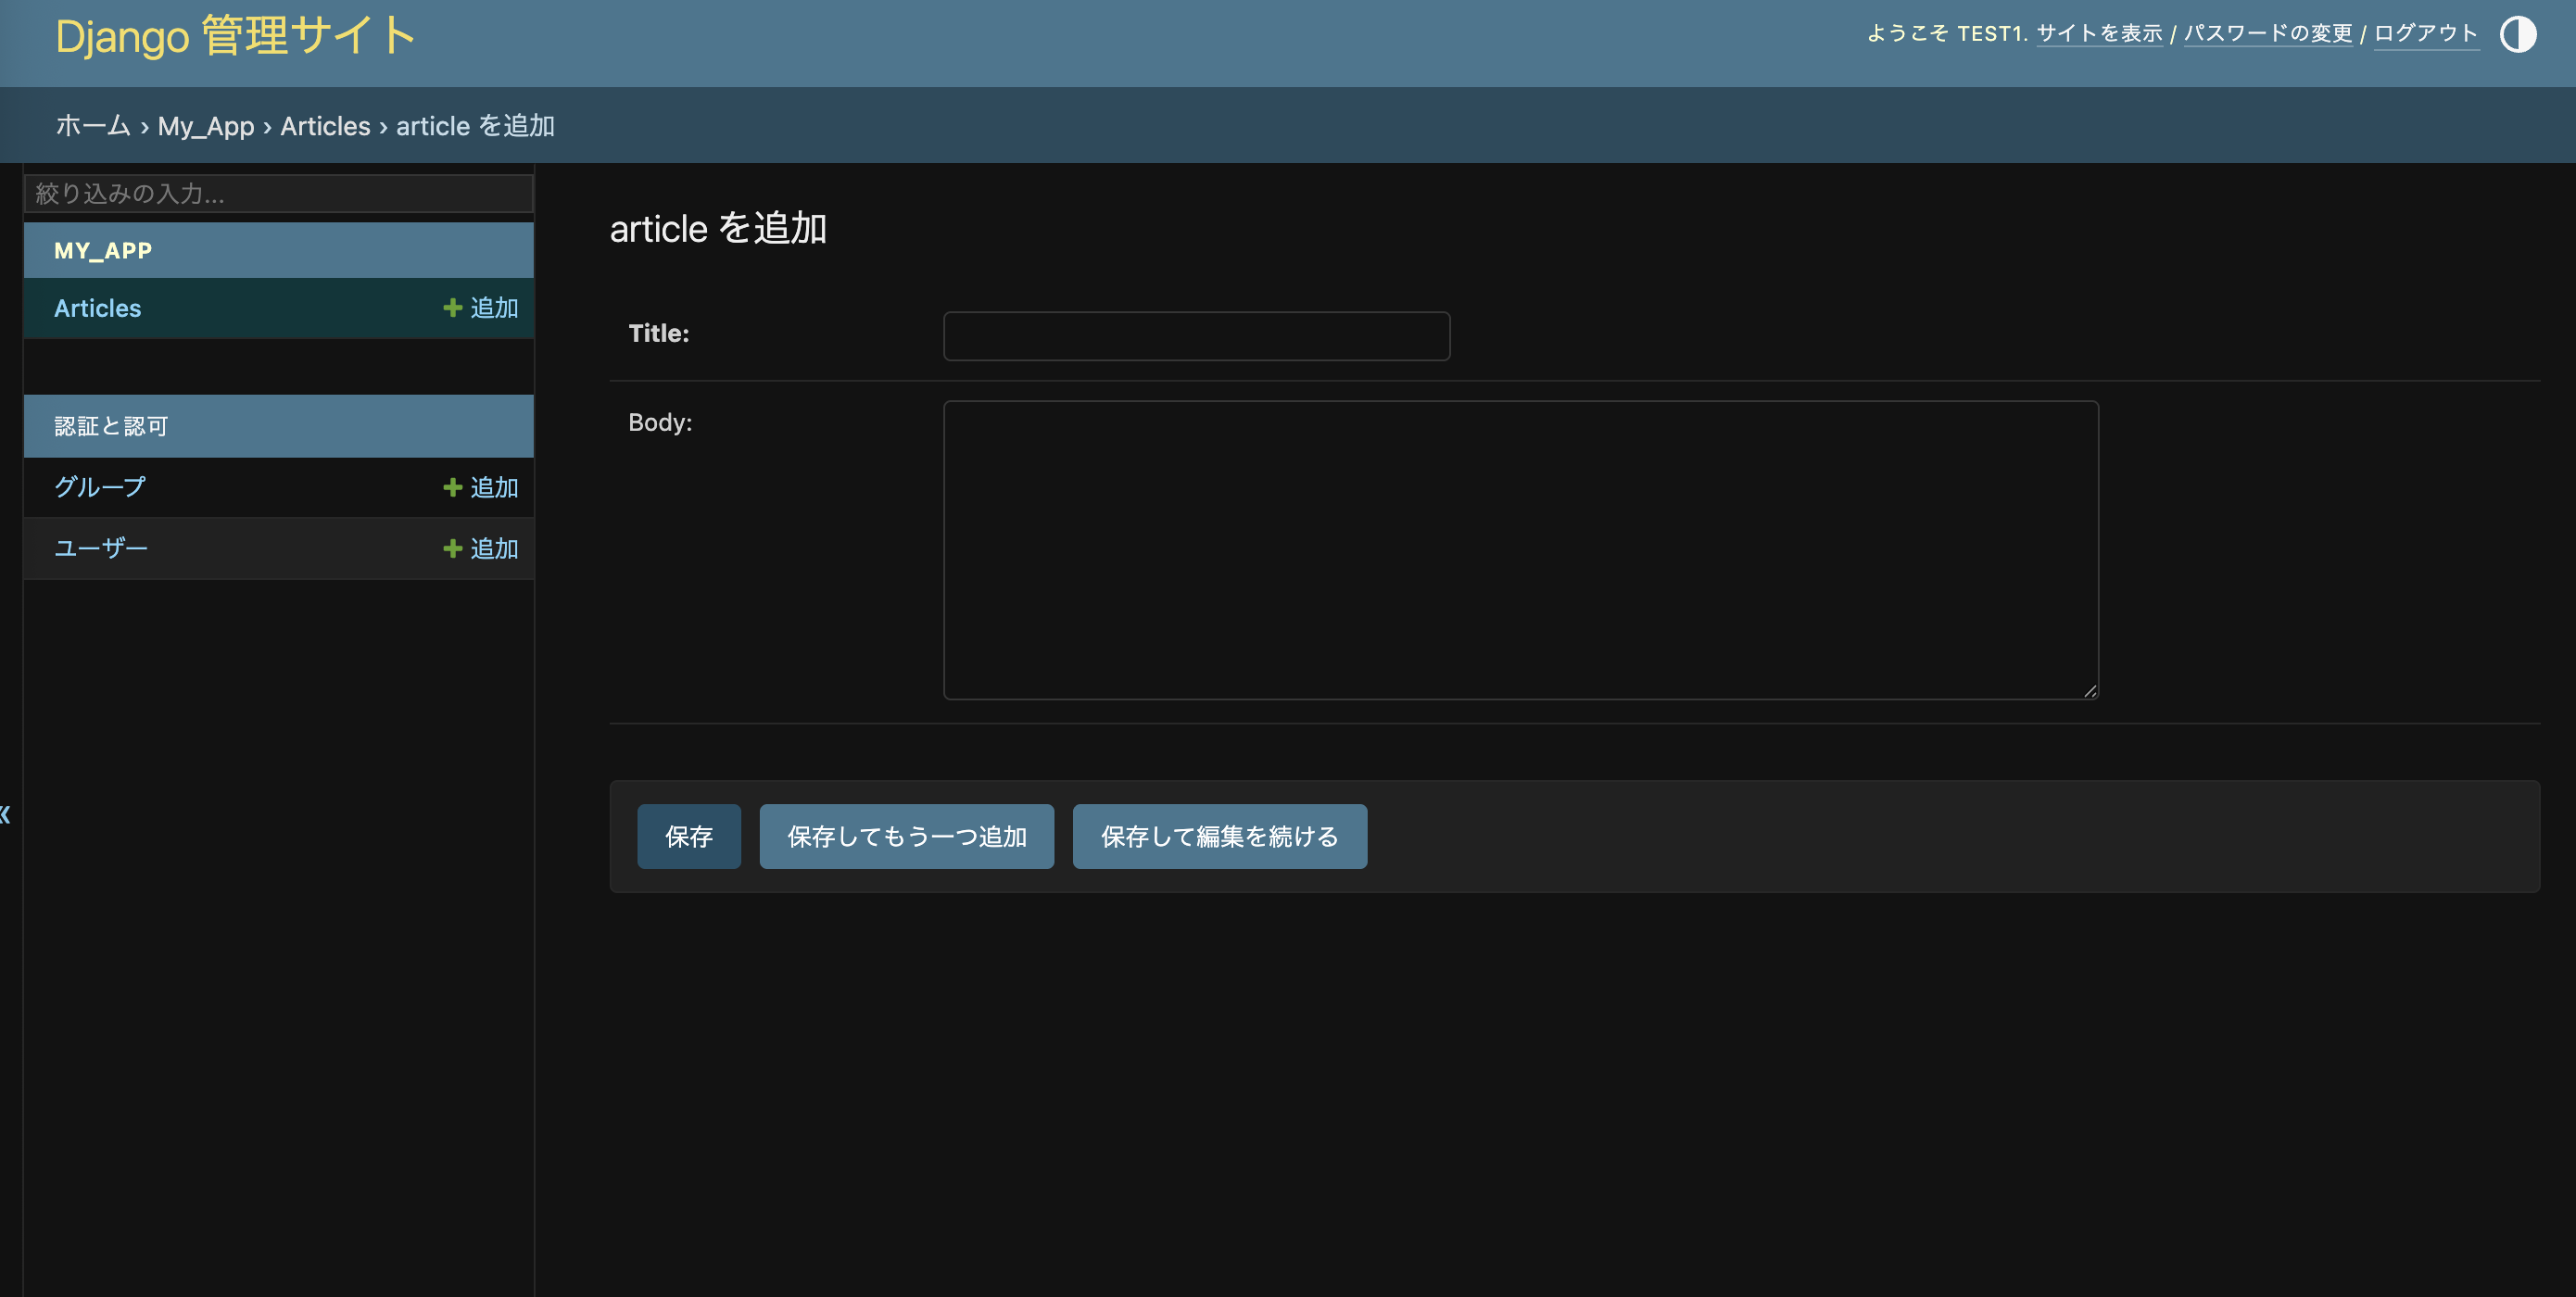 Django 管理サイト
ようこそ TEST1. サイトを表示 / パスワードの変更 / ログアウト
ホーム › My_App › Articles › article を追加
絞り込みの入力...
MY_APP
Articles 追加
認証と認可
グループ 追加
ユーザー 追加
«
article を追加
Title:
Body:
保存 保存してもう一つ追加 保存して編集を続ける